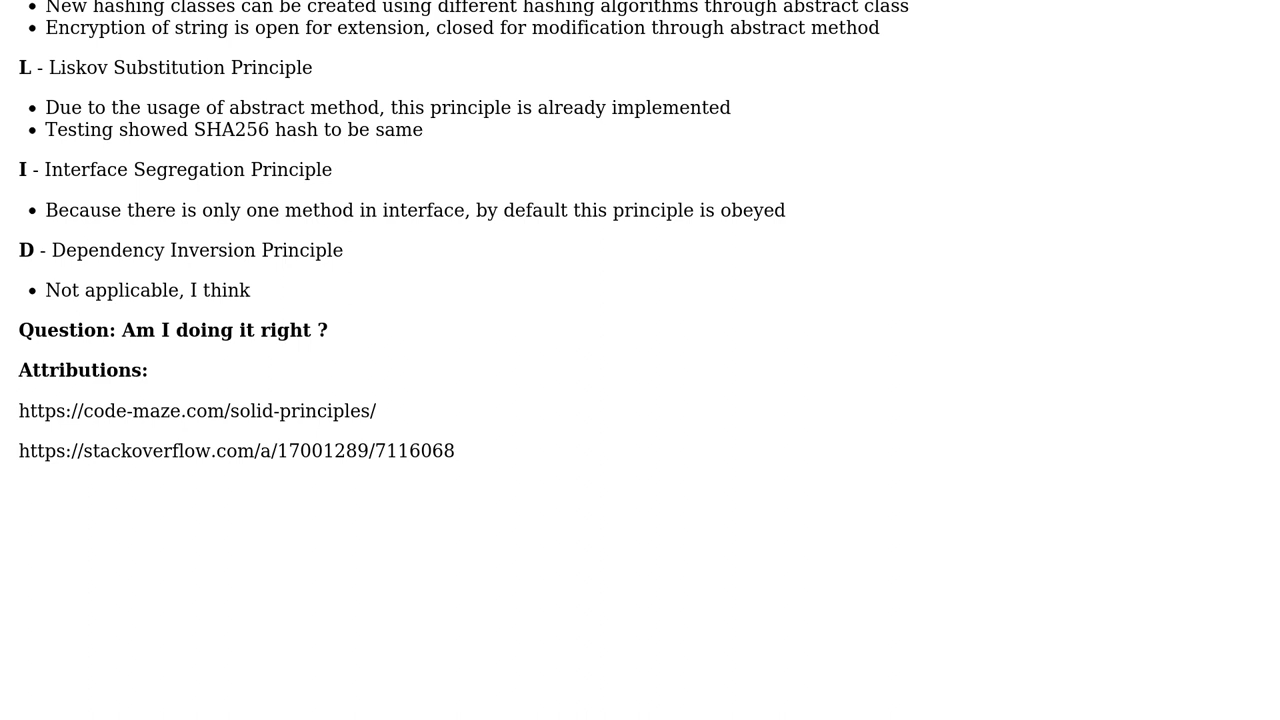 New hashing classes can be created using different hashing algorithms through abstract class
Encryption of string is open for extension, closed for modification through abstract method
L - Liskov Substitution Principle
Due to the usage of abstract method, this principle is already implemented
Testing showed SHA256 hash to be same
I - Interface Segregation Principle
Because there is only one method in interface, by default this principle is obeyed
D - Dependency Inversion Principle
Not applicable, I think
Question: Am I doing it right ?
Attributions:
https://code-maze.com/solid-principles/
https://stackoverflow.com/a/17001289/7116068